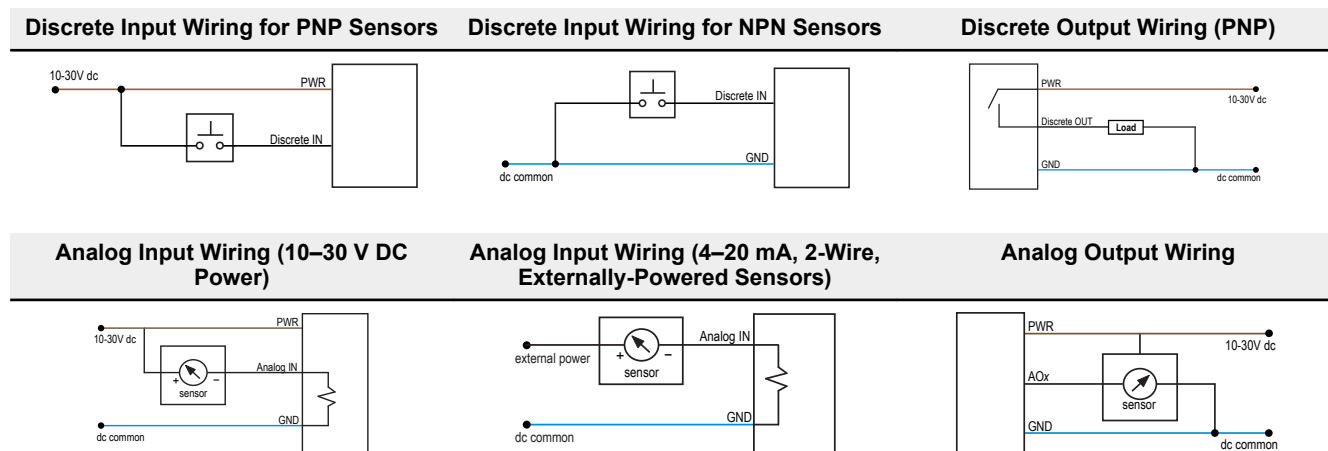 Discrete Input Wiring for PNP Sensors
Discrete Input Wiring for NPN Sensors
Discrete Output Wiring (PNP)
10-30V dc
PWR
Discrete IN
Discrete IN
GND
dc common
PWR
10-30V dc
Discrete OUT
Load
GND
dc common
Analog Input Wiring (10–30 V DC
Power)
Analog Input Wiring (4–20 mA, 2-Wire,
Externally-Powered Sensors)
Analog Output Wiring
PWR
10-30V dc
Analog IN
+ −
sensor
GND
dc common
Analog IN
external power
+ −
sensor
GND
dc common
PWR
10-30V dc
AOx
sensor
GND
dc common